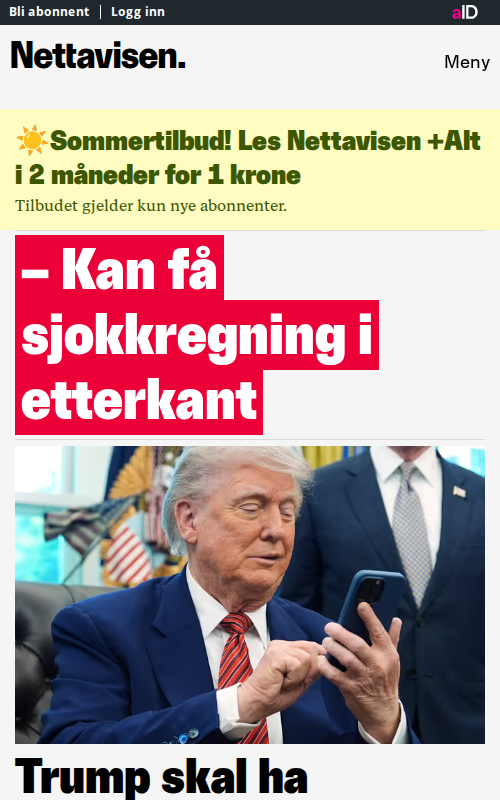 Bli abonnent
Logg inn
aID
Nettavisen.
Meny
☀️Sommertilbud! Les Nettavisen +Alt
i 2 måneder for 1 krone
Tilbudet gjelder kun nye abonnenter.
– Kan få
sjokkregning i
etterkant
Trump skal ha